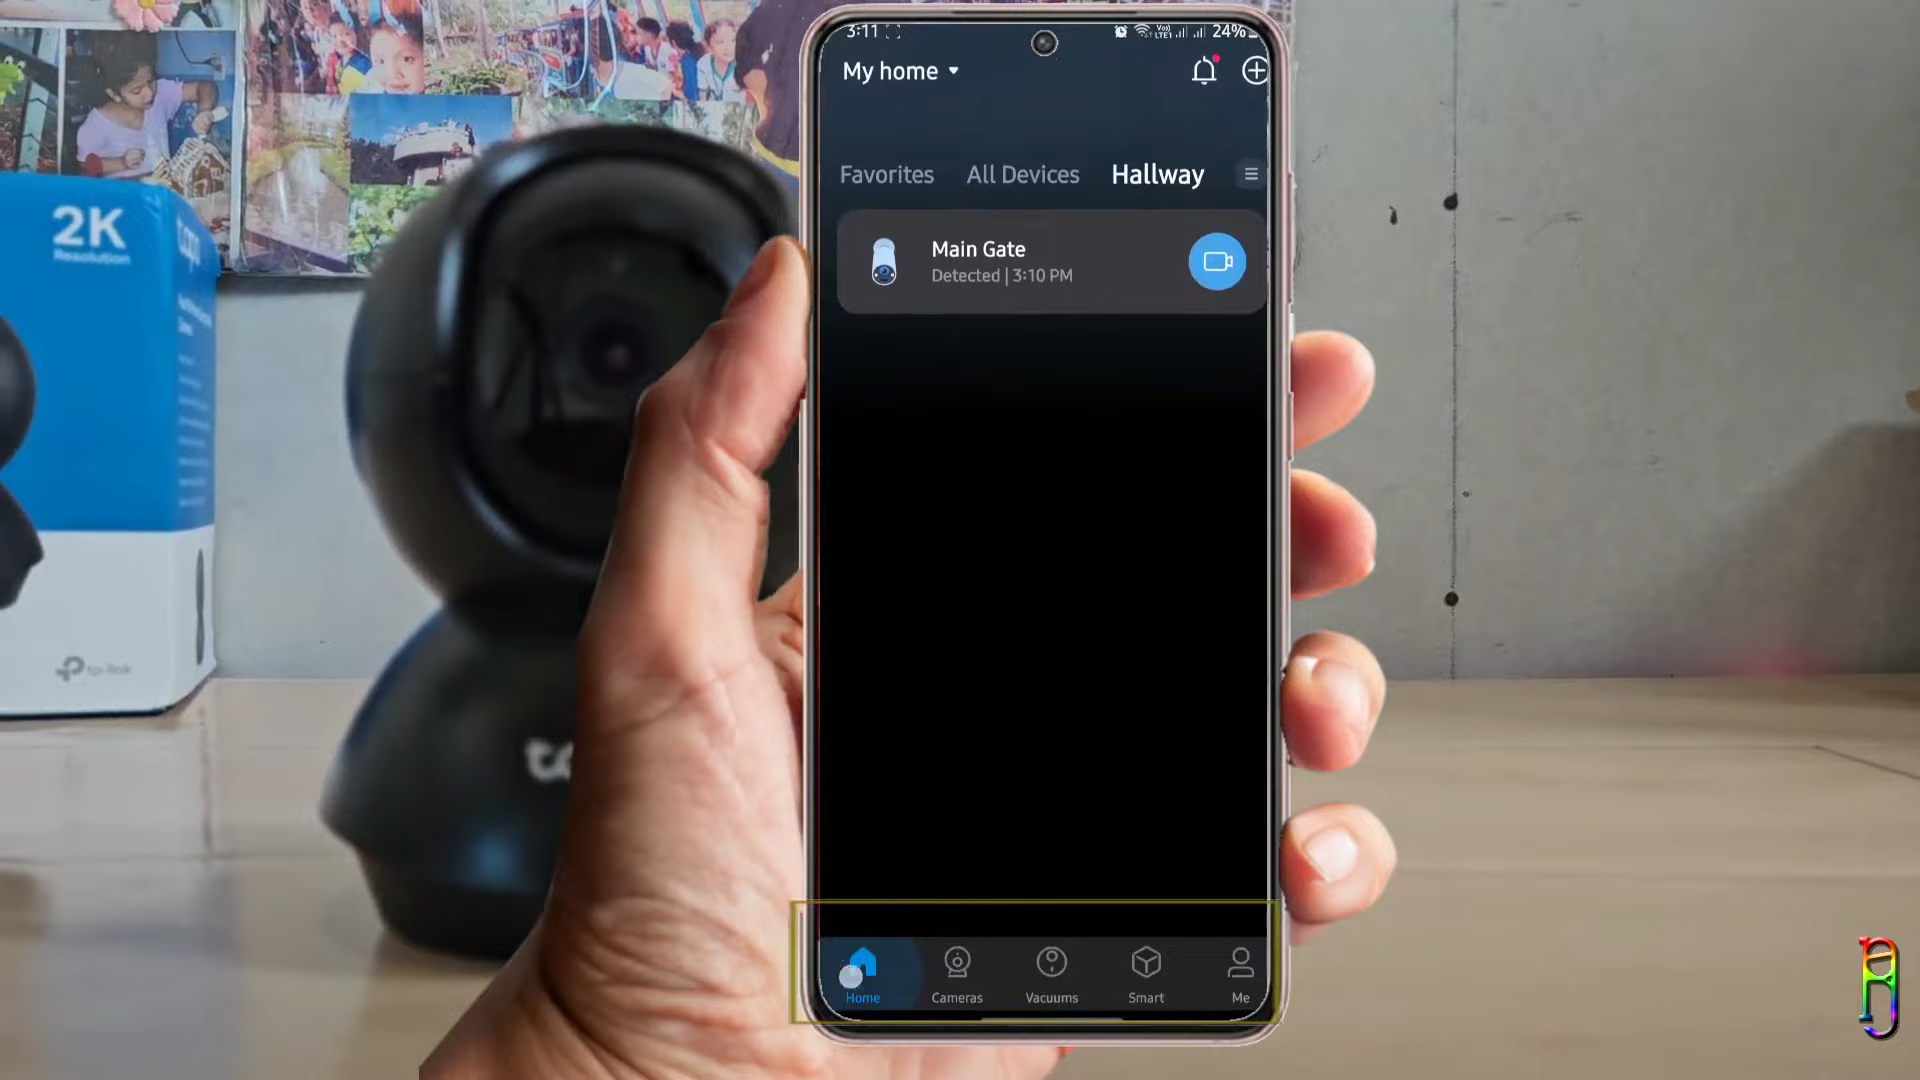 3:11
24%
My home
Favorites
All Devices
Hallway
Main Gate
Detected | 3:10 PM
Home
Cameras
Vacuums
Smart
Me
2K
Resolution
tapo
tp-link